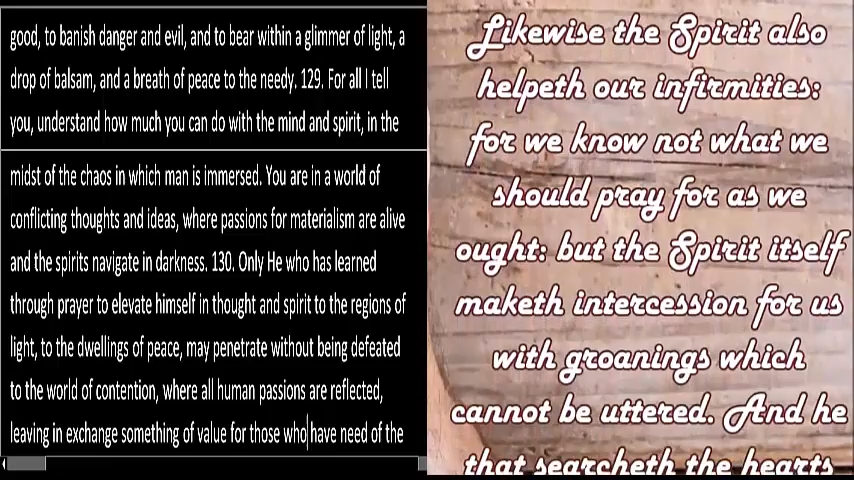 good, to banish danger and evil, and to bear within a glimmer of light, a
drop of balsam, and a breath of peace to the needy. 129. For all I tell
you, understand how much you can do with the mind and spirit, in the
midst of the chaos in which man is immersed. You are in a world of
conflicting thoughts and ideas, where passions for materialism are alive
and the spirits navigate in darkness. 130. Only He who has learned
through prayer to elevate himself in thought and spirit to the regions of
light, to the dwellings of peace, may penetrate without being defeated
to the world of contention, where all human passions are reflected,
leaving in exchange something of value for those who have need of the
Likewise the Spirit also
helpeth our infirmities:
for we know not what we
should pray for as we
ought: but the Spirit itself
maketh intercession for us
with groanings which
cannot be uttered. And he
that searcheth the hearts